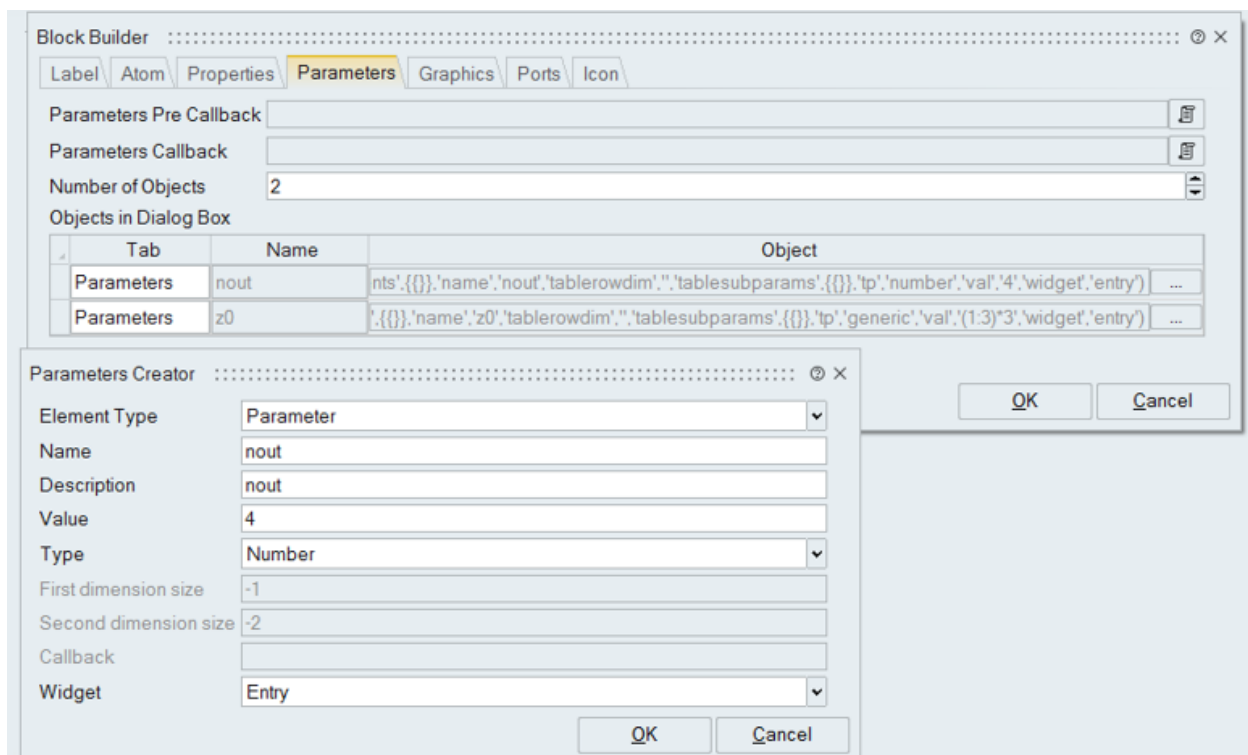 Block Builder
Label Atom Properties Parameters Graphics Ports Icon
Parameters Pre Callback
Parameters Callback
Number of Objects 2
Objects in Dialog Box
Tab Name Object
Parameters nout nts',{{}},'name','nout','tablerowdim','','tablesubparams',{{}},'tp','number','val','4','widget','entry') ...
Parameters z0 ',{{}},'name','z0','tablerowdim','','tablesubparams',{{}},'tp','generic','val','(1:3)*3','widget','entry') ...
OK Cancel
Parameters Creator
Element Type Parameter
Name nout
Description nout
Value 4
Type Number
First dimension size -1
Second dimension size -2
Callback
Widget Entry
OK Cancel